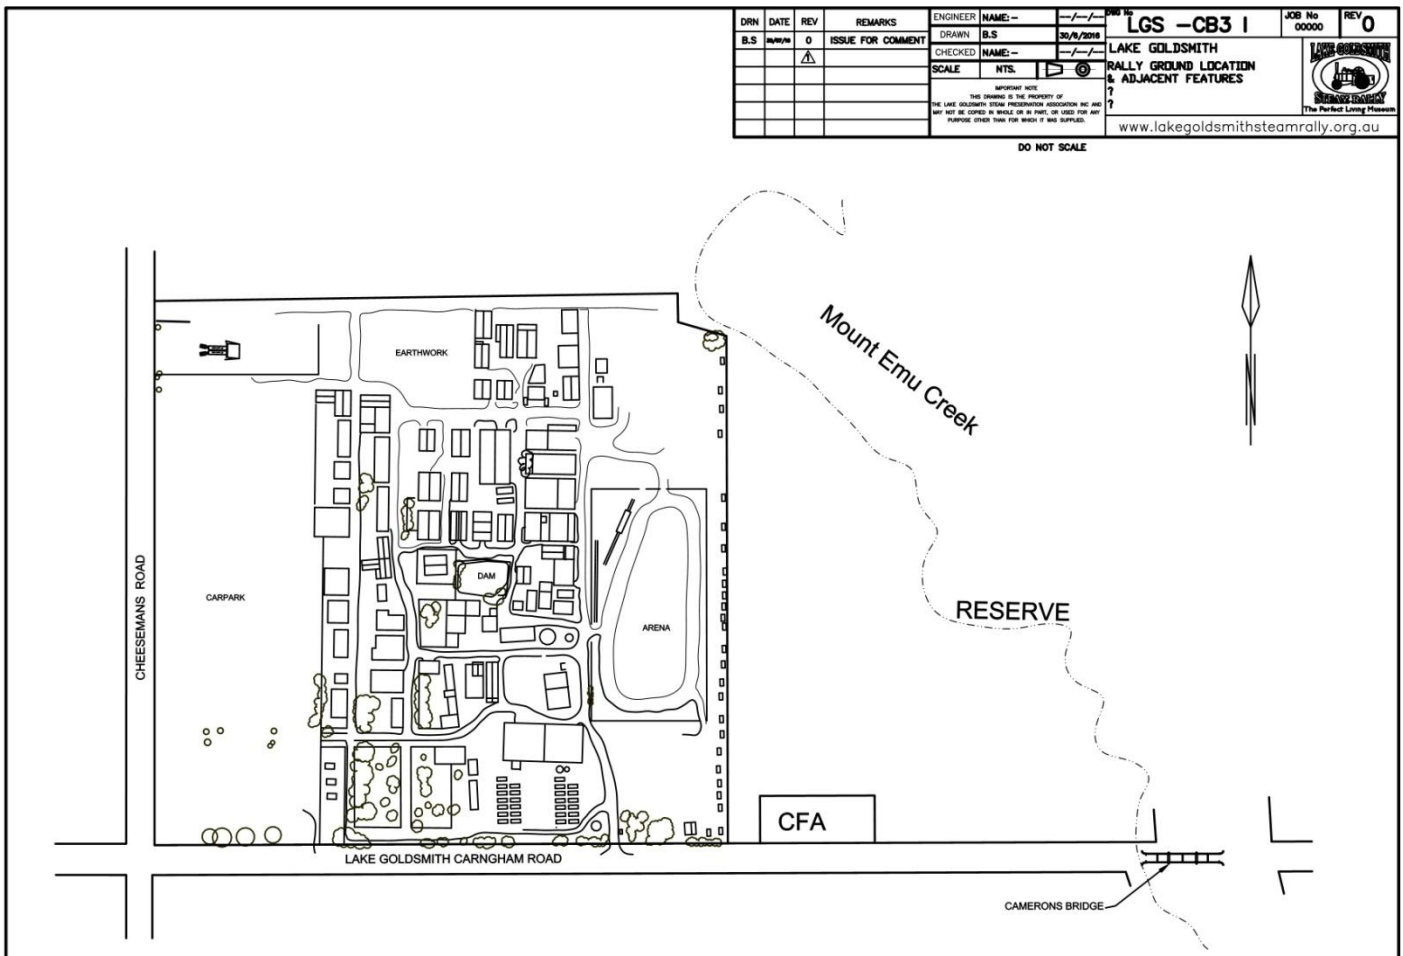 DRN DATE REV REMARKS
B.S 0 ISSUE FOR COMMENT
1
ENGINEER NAME:- --/--/--
DRAWN B.S 30/8/2016
CHECKED NAME:- --/--/--
SCALE NTS.
IMPORTANT NOTE
THIS DRAWING IS THE PROPERTY OF
THE LAKE GOLDSMITH STEAM PRESERVATION ASSOCIATION INC AND
MAY NOT BE COPIED IN WHOLE OR IN PART, OR USED FOR ANY
PURPOSE OTHER THAN FOR WHICH IT WAS SUPPLIED.
DWG No
LGS -CB3 I
JOB No
00000
REV
0
LAKE GOLDSMITH
RALLY GROUND LOCATION
& ADJACENT FEATURES
?
?
LAKE GOLDSMITH
STEAM RALLY
The Perfect Living Museum
www.lakegoldsmithsteamrally.org.au
DO NOT SCALE
Mount Emu Creek
N
EARTHWORK
DAM
CARPARK
CHEESEMANS ROAD
ARENA
RESERVE
CFA
LAKE GOLDSMITH CARNGHAM ROAD
CAMERONS BRIDGE